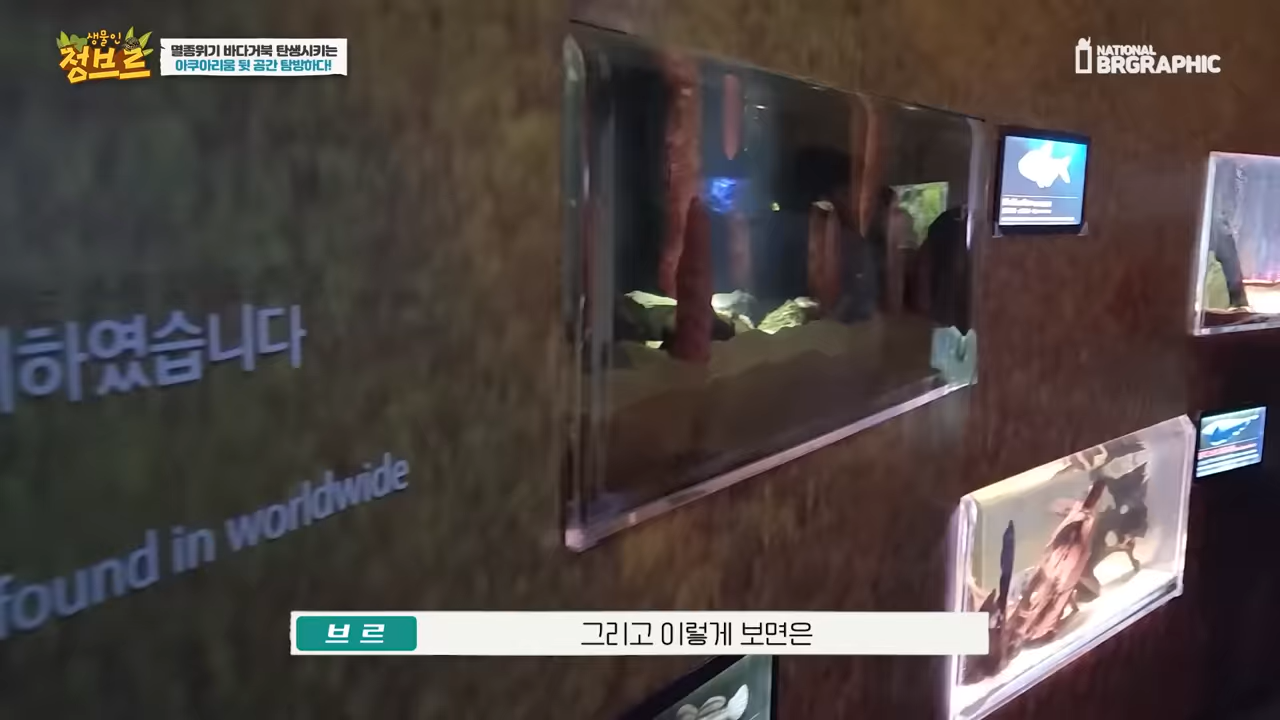 생물인
점브르
멸종위기 바다거북 탄생시키는
아쿠아리움 뒷 공간 탐방하다!
NATIONAL
BRGRAPHIC
하였습니다
found in worldwide
브르
그리고 이렇게 보면은